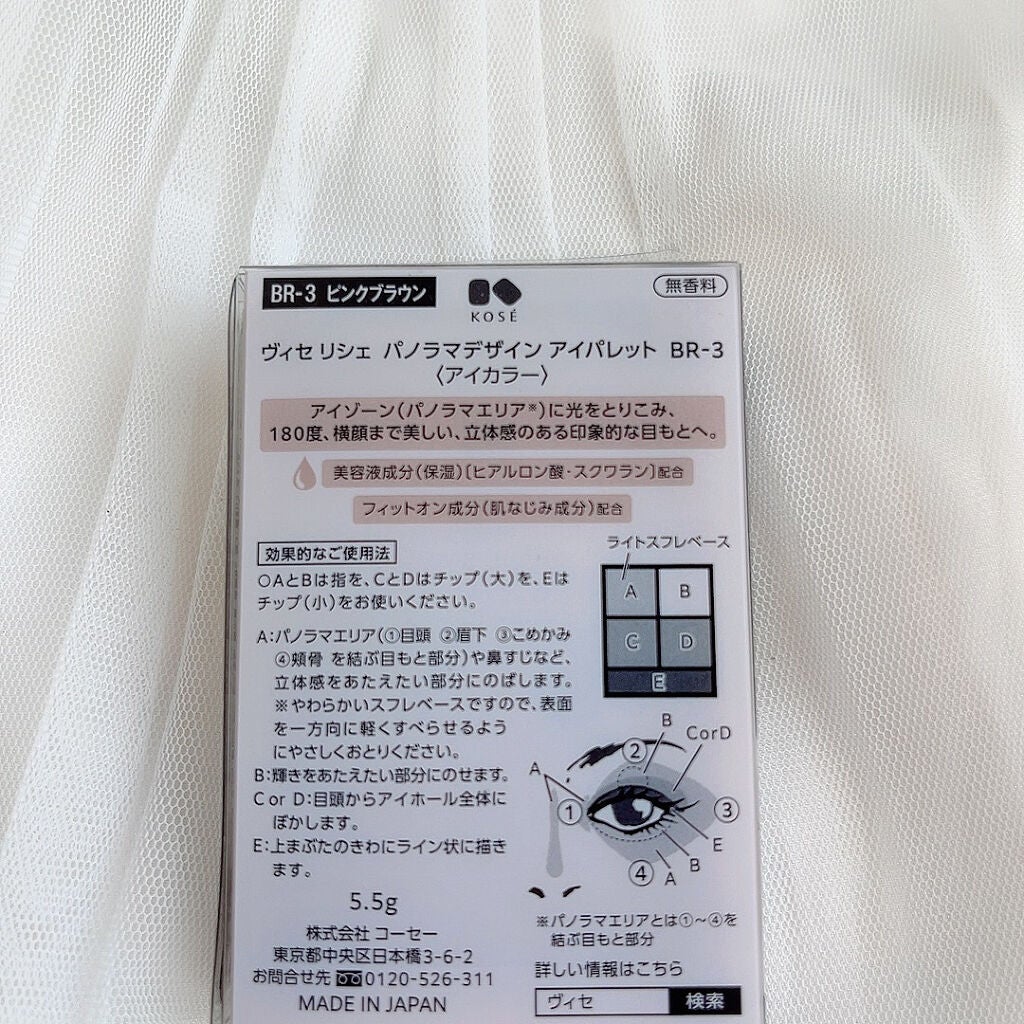 BR-3 ピンクブラウン
KOSÉ
無香料
ヴィセ リシェ パノラマデザイン アイパレット BR-3
〈アイカラー〉
アイゾーン(パノラマエリア※)に光をとりこみ、
180度、横顔まで美しい、立体感のある印象的な目もとへ。
美容液成分(保湿)〔ヒアルロン酸・スクワラン〕配合
フィットオン成分(肌なじみ成分)配合
効果的なご使用法
○AとBは指を、CとDはチップ(大)を、Eは
チップ(小)をお使いください。
A:パノラマエリア(①目頭 ②眉下 ③こめかみ
④頬骨 を結ぶ目もと部分)や鼻すじなど、
立体感をあたえたい部分にのばします。
※やわらかいスフレベースですので、表面
を一方向に軽くすべらせるよう
にやさしくおとりください。
B:輝きをあたえたい部分にのせます。
C or D:目頭からアイホール全体に
ぼかします。
E:上まぶたのきわにライン状に描き
ます。
5.5g
株式会社 コーセー
東京都中央区日本橋3-6-2
お問合せ先 0120-526-311
MADE IN JAPAN
ライトスフレベース
A B
C D
E
B
CorD
②
A
①
③
E
B
④ A
※パノラマエリアとは①～④を
結ぶ目もと部分
詳しい情報はこちら
ヴィセ 検索